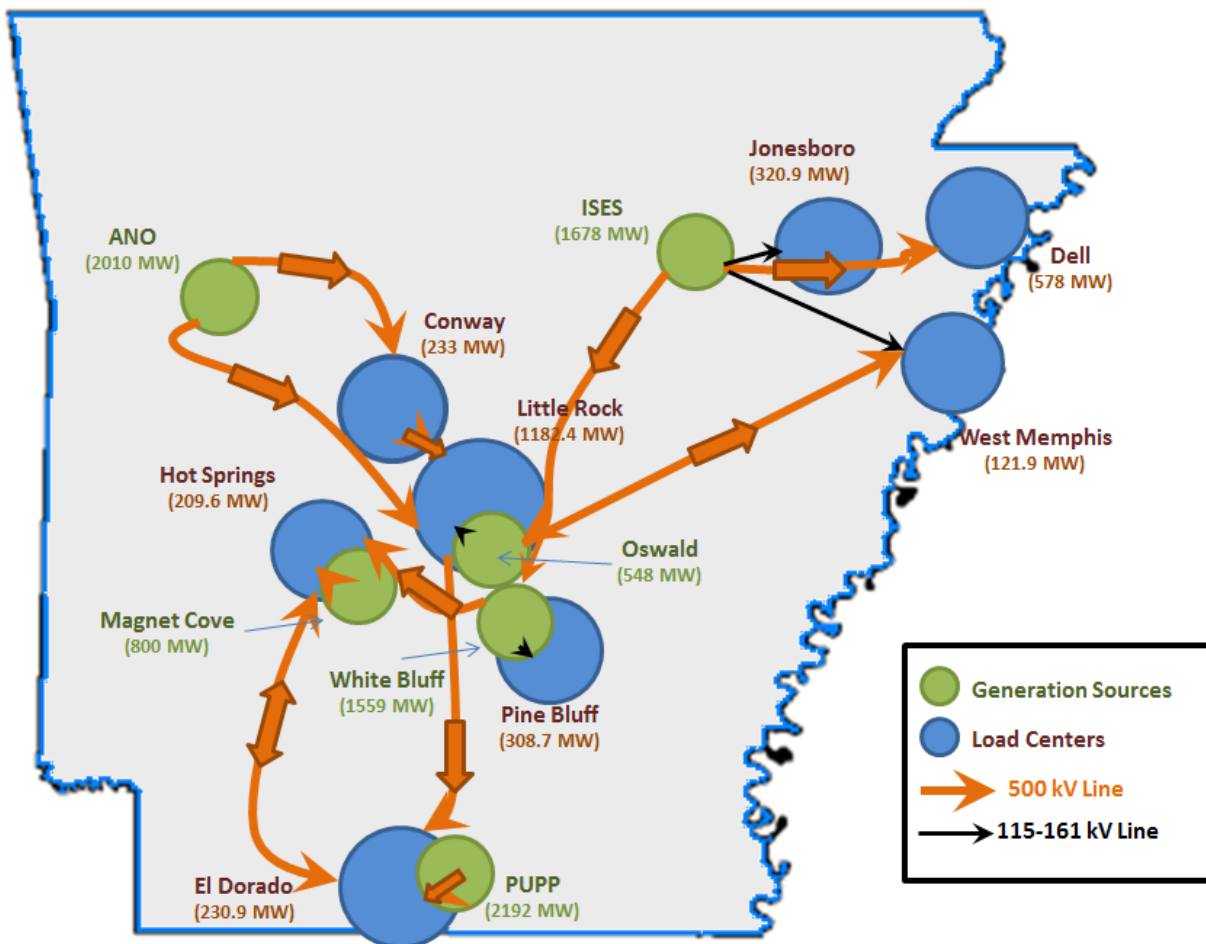 Jonesboro
(320.9 MW)
ISES
(1678 MW)
ANO
(2010 MW)
Dell
(578 MW)
Conway
(233 MW)
Little Rock
(1182.4 MW)
West Memphis
(121.9 MW)
Hot Springs
(209.6 MW)
Oswald
(548 MW)
Magnet Cove
(800 MW)
White Bluff
(1559 MW)
Pine Bluff
(308.7 MW)
El Dorado
(230.9 MW)
PUPP
(2192 MW)
Generation Sources
Load Centers
500 kV Line
115-161 kV Line